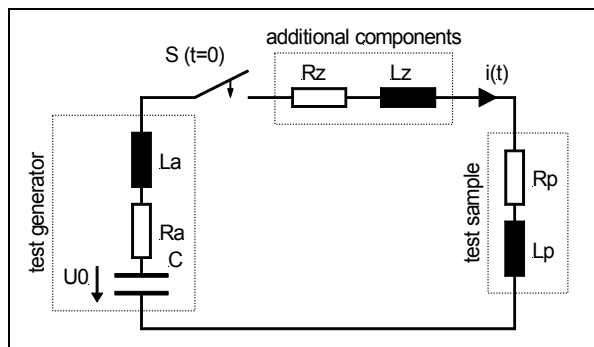 additional components
S (t=0)
Rz
Lz
i(t)
test generator
La
Ra
C
U0
test sample
Rp
Lp